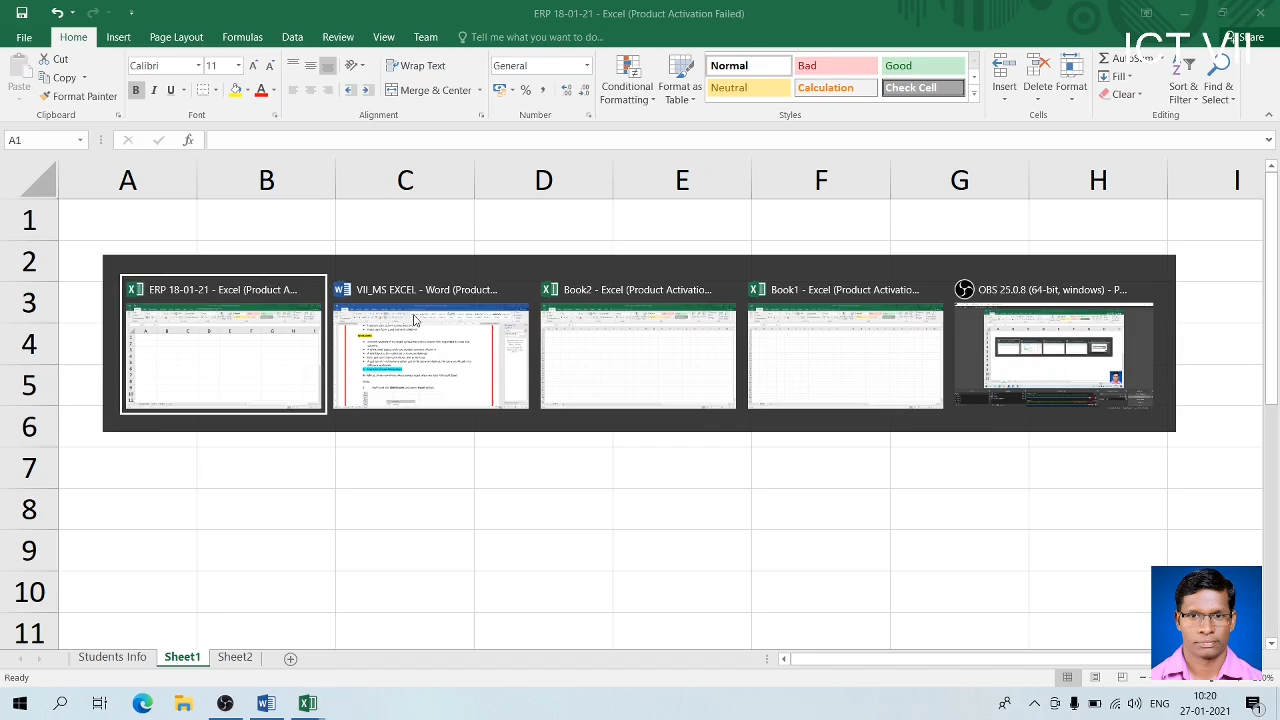 ERP 18-01-21 - Excel (Product Activation Failed)
File Home Insert Page Layout Formulas Data Review View Team Tell me what you want to do... Share
ICT VII
Paste Cut Copy Format Painter Clipboard
Calibri 11 B I U A Font
Wrap Text Merge & Center Alignment
General % , Number
Conditional Formatting Format as Table
Normal Bad Good
Neutral Calculation Check Cell
Styles
Insert Delete Format Cells
AutoS Fill Clear Sort & Filter Find & Select Editing
A1 fx
A B C D E F G H I
1
2
ERP 18-01-21 - Excel (Product A... VII_MS EXCEL - Word (Produc... Book2 - Excel (Product Activatio... Book1 - Excel (Product Activatio... OBS 25.0.8 (64-bit, windows) - P...
3
4
5
6
7
8
9
10
11
Students Info Sheet1 Sheet2
Ready
ENG 10:20
27-01-2021